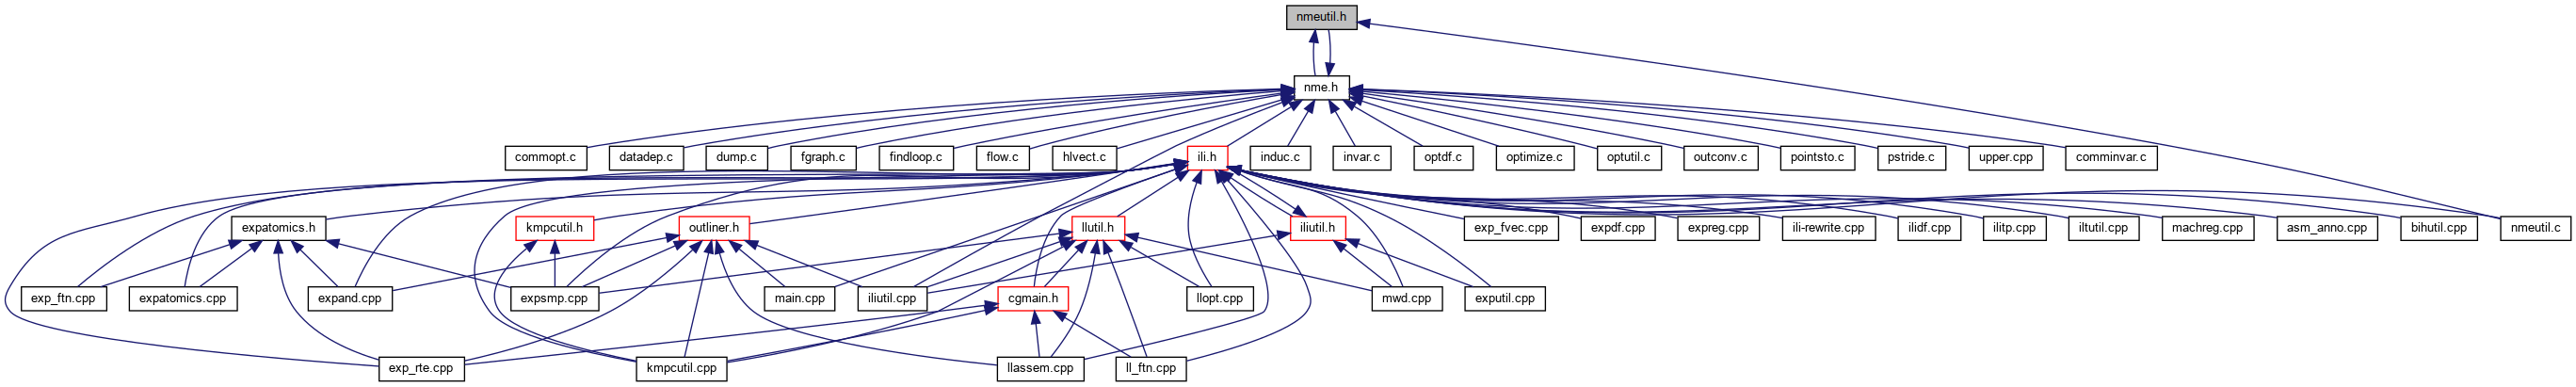 nmeutil.h
nme.h
commopt.c
datadep.c
dump.c
fgraph.c
findloop.c
flow.c
hlvect.c
ili.h
induc.c
invar.c
optdf.c
optimize.c
optutil.c
outconv.c
pointsto.c
pstride.c
upper.cpp
comminvar.c
expatomics.h
kmpcutil.h
outliner.h
llutil.h
iliutil.h
exp_fvec.cpp
expdf.cpp
expreg.cpp
ili-rewrite.cpp
ilidf.cpp
ilitp.cpp
iltutil.cpp
machreg.cpp
asm_anno.cpp
bihutil.cpp
nmeutil.c
exp_ftn.cpp
expatomics.cpp
expand.cpp
expsmp.cpp
main.cpp
iliutil.cpp
cgmain.h
llopt.cpp
mwd.cpp
exputil.cpp
exp_rte.cpp
kmpcutil.cpp
llassem.cpp
ll_ftn.cpp